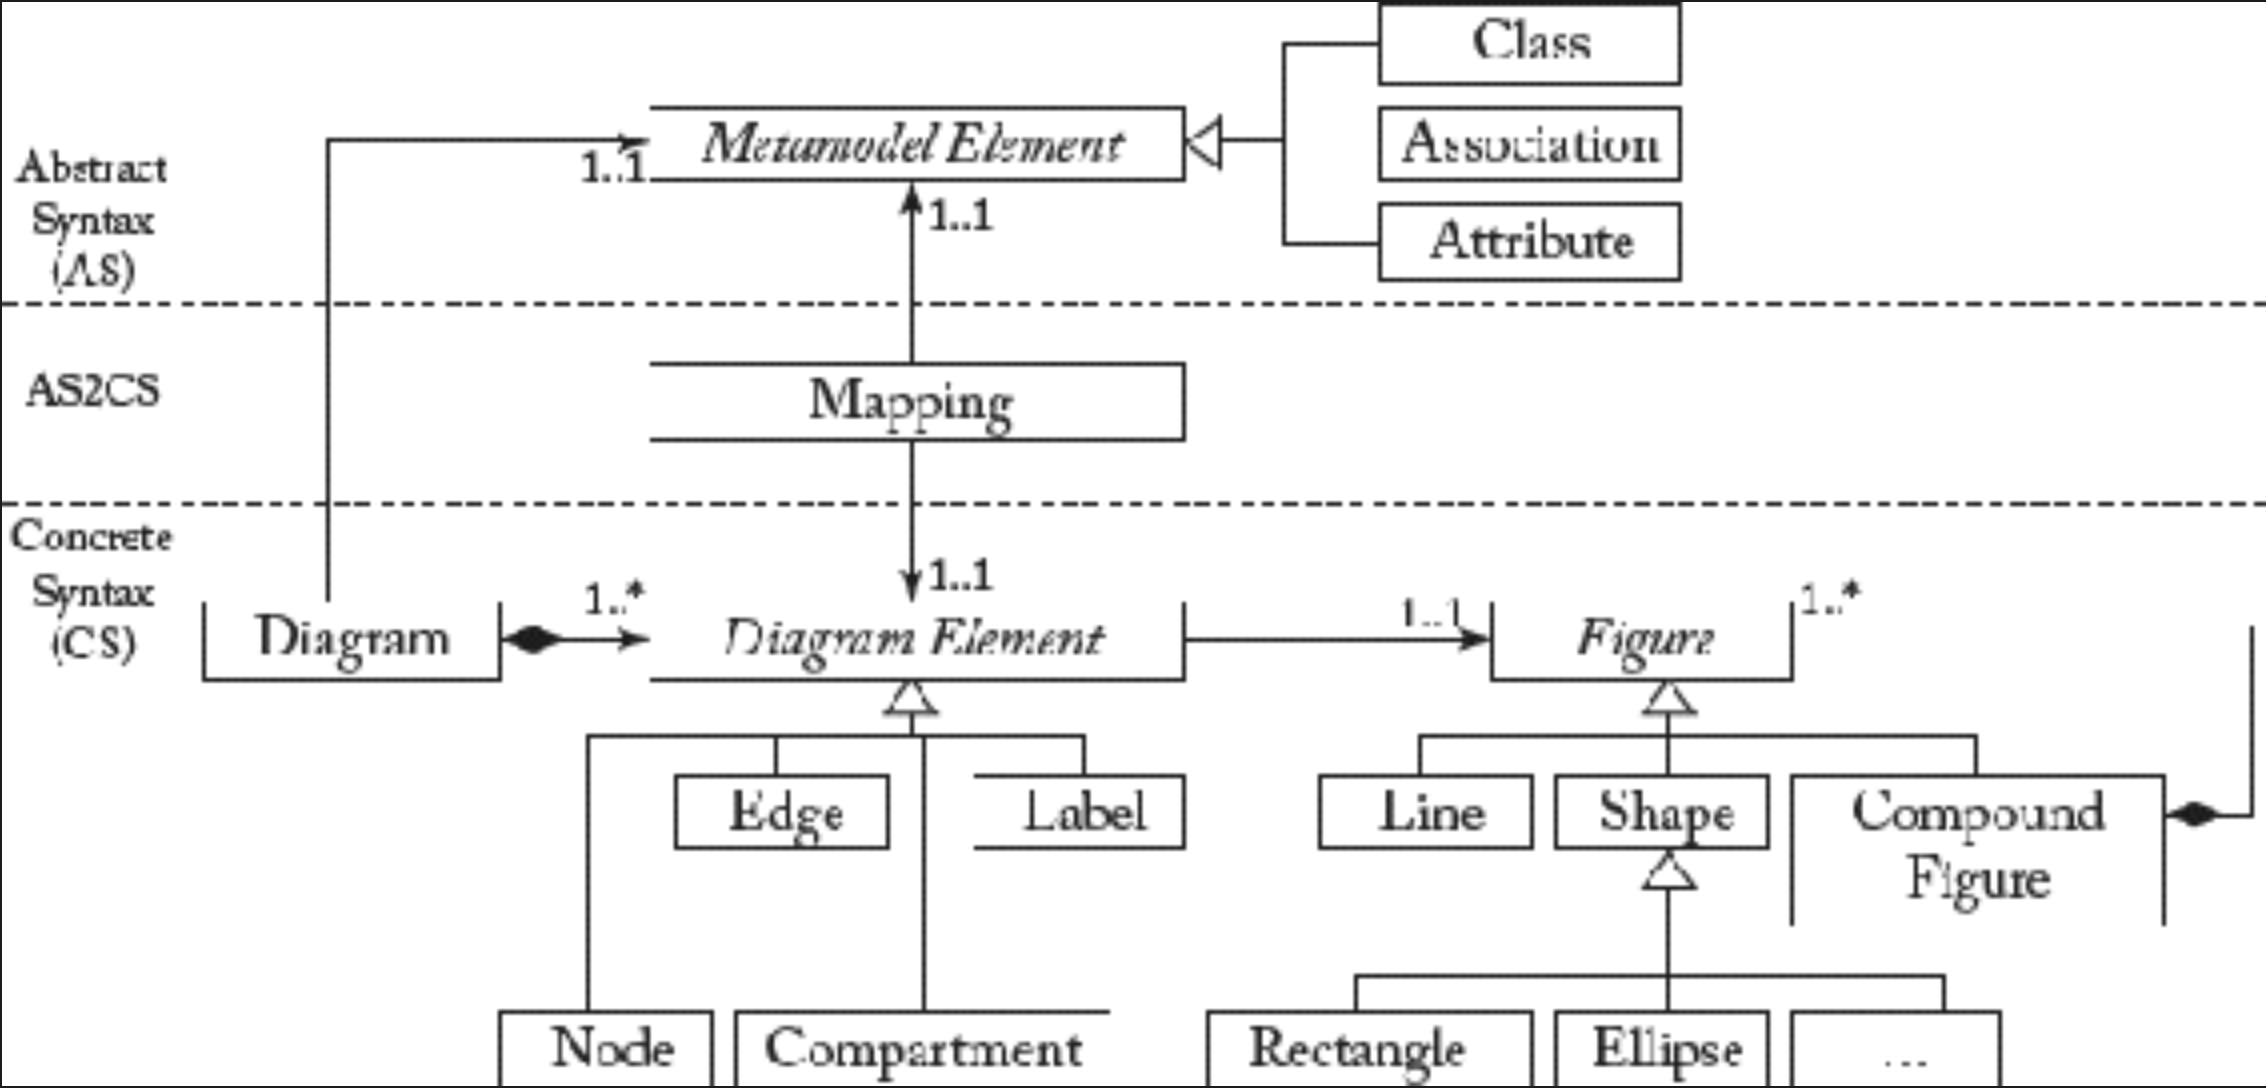 Class
Metamodel Element
Association
1..1
Abstract
Syntax
(AS)
1..1
Attribute
AS2CS
Mapping
Concrete
Syntax
(CS)
1..1
1..*
1..1
1..*
Diagram
Diagram Element
Figure
Edge
Label
Line
Shape
Compound
Figure
Node
Compartment
Rectangle
Ellipse
...